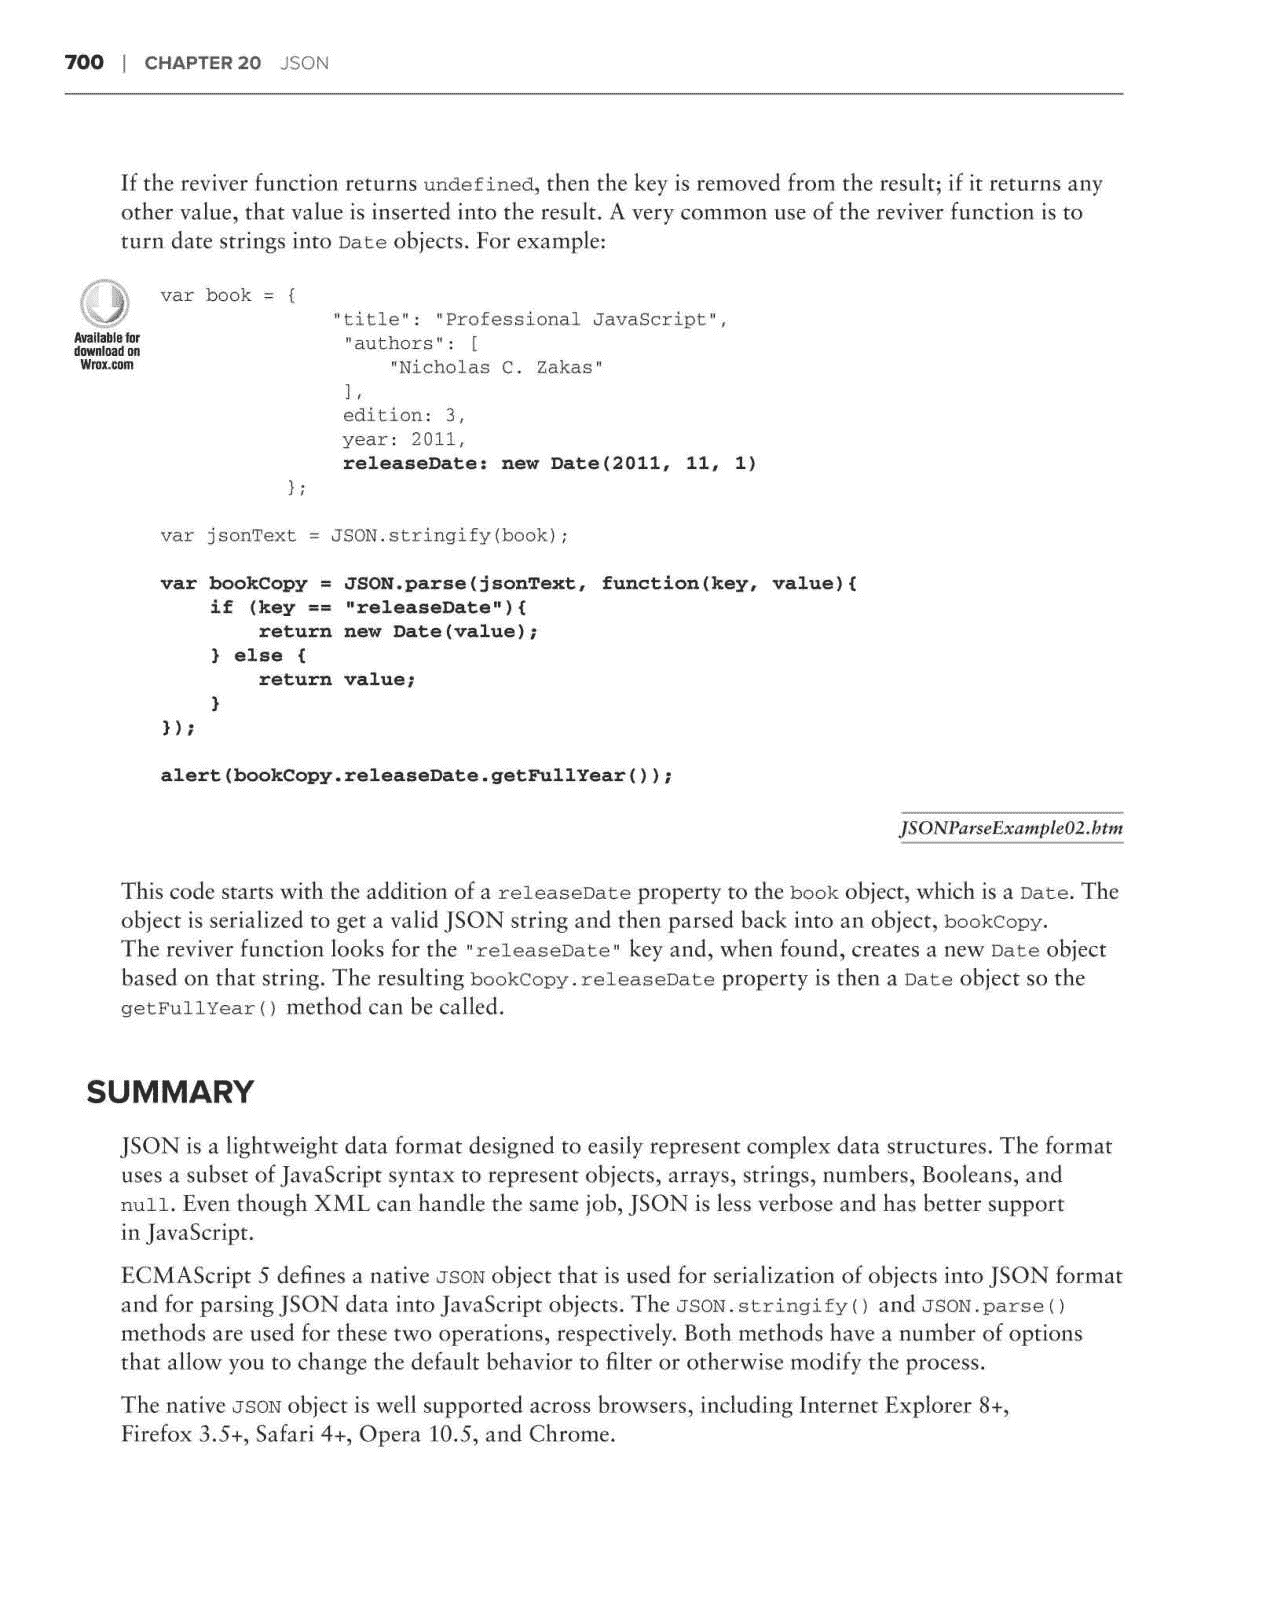 700 | CHAPTER 20 JSON
If the reviver function returns undefined, then the key is removed from the result; if it returns any
other value, that value is inserted into the result. A very common use of the reviver function is to
turn date strings into Date objects. For example:
Available for
download on
Wrox.com
var book = {
"title": "Professional JavaScript",
"authors": [
"Nicholas C. Zakas"
],
edition: 3,
year: 2011,
releaseDate: new Date(2011, 11, 1)
};
var jsonText = JSON.stringify(book);
var bookCopy = JSON.parse(jsonText, function(key, value){
if (key == "releaseDate"){
return new Date(value);
} else {
return value;
}
});
alert(bookCopy.releaseDate.getFullYear());
JSONParseExample02.htm
This code starts with the addition of a releaseDate property to the book object, which is a Date. The
object is serialized to get a valid JSON string and then parsed back into an object, bookCopy.
The reviver function looks for the "releaseDate" key and, when found, creates a new Date object
based on that string. The resulting bookCopy.releaseDate property is then a Date object so the
getFullYear() method can be called.
SUMMARY
JSON is a lightweight data format designed to easily represent complex data structures. The format
uses a subset of JavaScript syntax to represent objects, arrays, strings, numbers, Booleans, and
null. Even though XML can handle the same job, JSON is less verbose and has better support
in JavaScript.
ECMAScript 5 defines a native JSON object that is used for serialization of objects into JSON format
and for parsing JSON data into JavaScript objects. The JSON.stringify() and JSON.parse()
methods are used for these two operations, respectively. Both methods have a number of options
that allow you to change the default behavior to filter or otherwise modify the process.
The native JSON object is well supported across browsers, including Internet Explorer 8+,
Firefox 3.5+, Safari 4+, Opera 10.5, and Chrome.